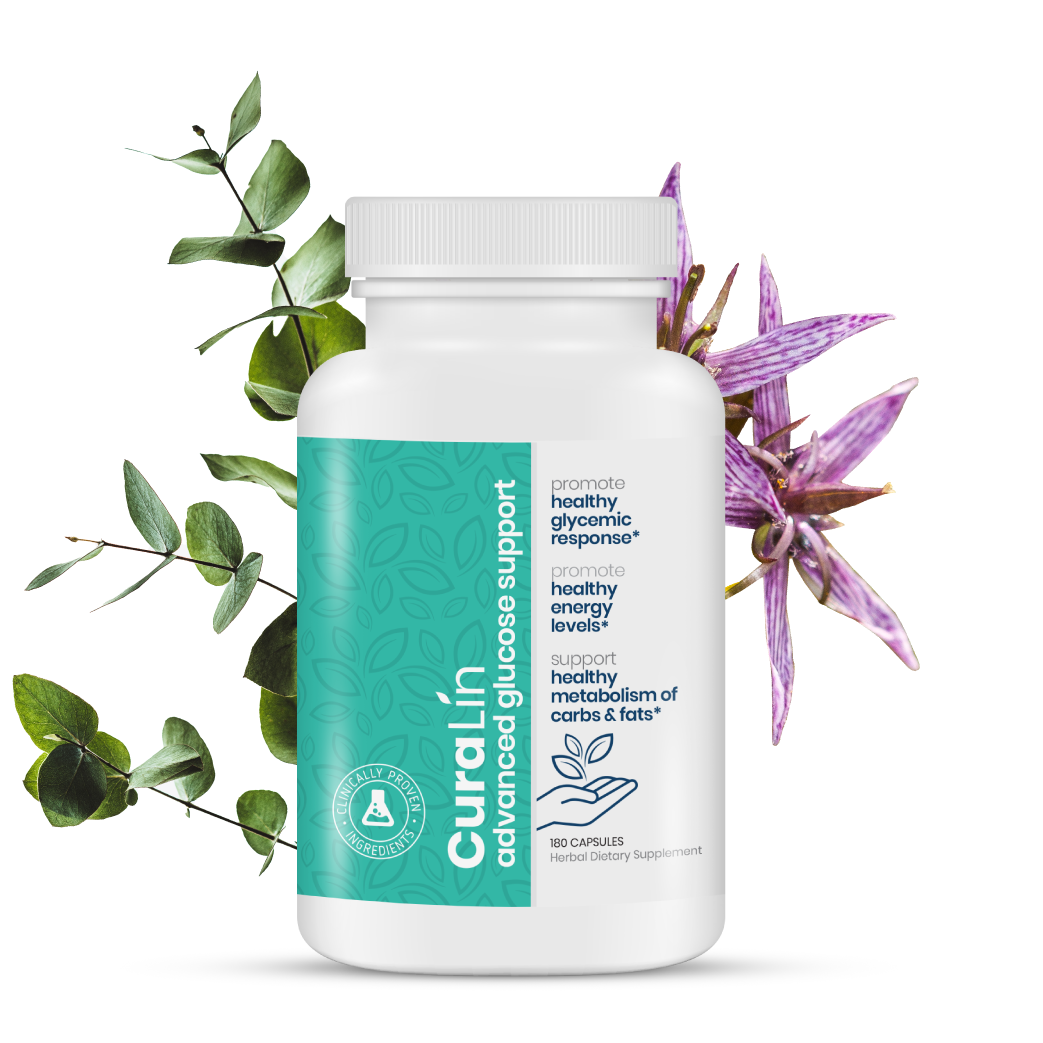 CuraLín
advanced glucose support
CLINICALLY PROVEN
INGREDIENTS
promote
healthy
glycemic
response*
promote
healthy
energy
levels*
support
healthy
metabolism of
carbs & fats*
180 CAPSULES
Herbal Dietary Supplement